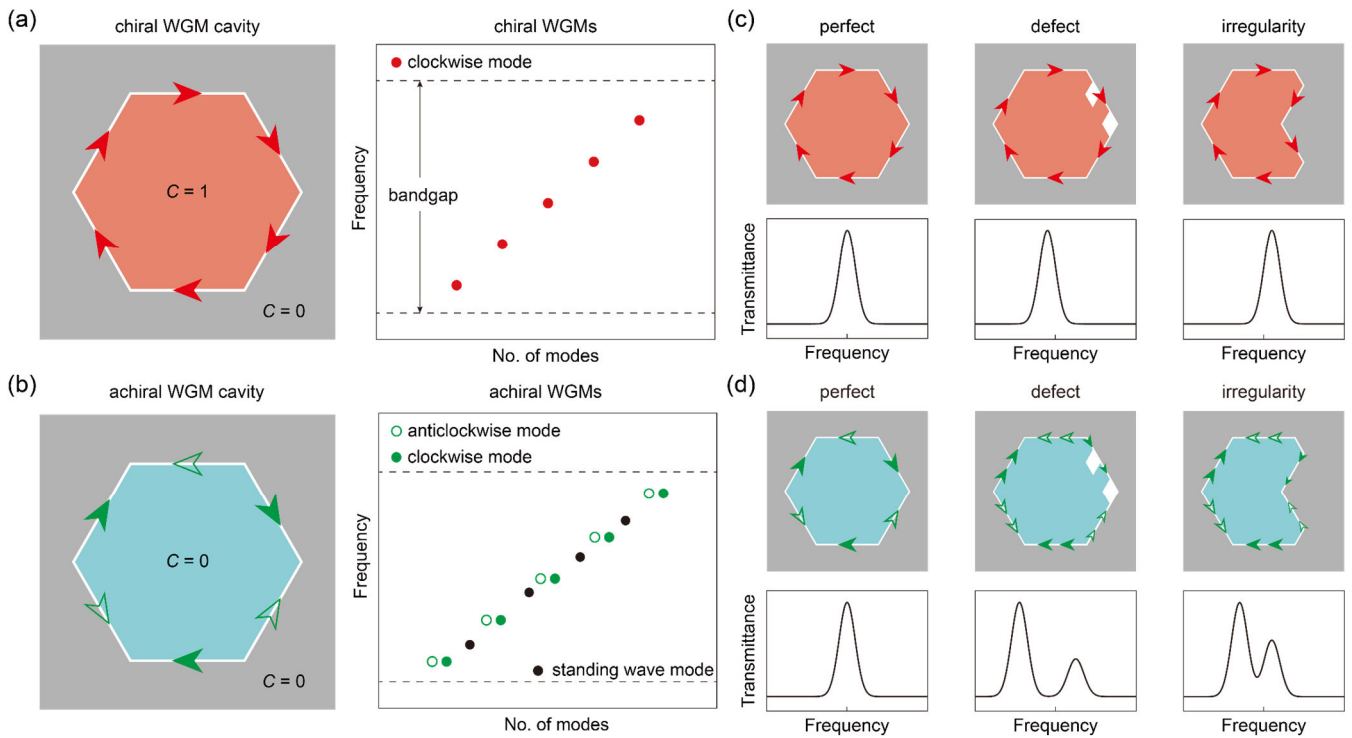 (a)
chiral WGM cavity
C = 1
C = 0
chiral WGMs
clockwise mode
bandgap
Frequency
No. of modes
(b)
achiral WGM cavity
C = 0
C = 0
achiral WGMs
anticlockwise mode
clockwise mode
standing wave mode
Frequency
No. of modes
(c)
perfect
defect
irregularity
Transmittance
Frequency
Frequency
Frequency
(d)
perfect
defect
irregularity
Transmittance
Frequency
Frequency
Frequency